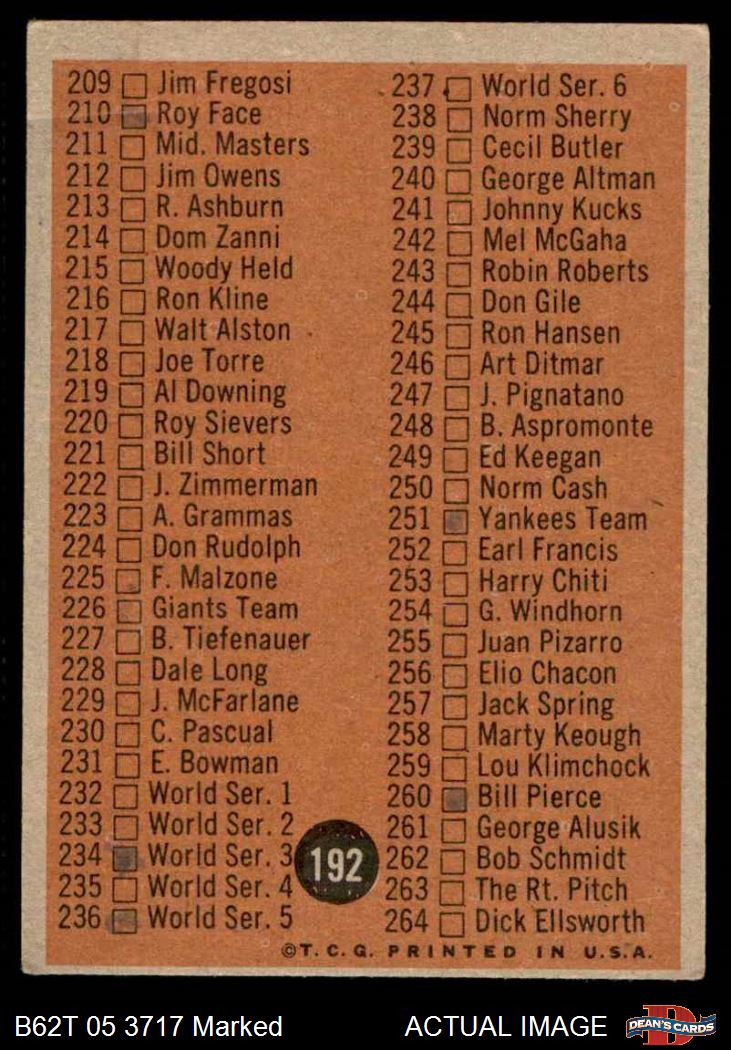 209 Jim Fregosi
210 Roy Face
211 Mid. Masters
212 Jim Owens
213 R. Ashburn
214 Dom Zanni
215 Woody Held
216 Ron Kline
217 Walt Alston
218 Joe Torre
219 Al Downing
220 Roy Sievers
221 Bill Short
222 J. Zimmerman
223 A. Grammas
224 Don Rudolph
225 F. Malzone
226 Giants Team
227 B. Tiefenauer
228 Dale Long
229 J. McFarlane
230 C. Pascual
231 E. Bowman
232 World Ser. 1
233 World Ser. 2
234 World Ser. 3
235 World Ser. 4
236 World Ser. 5
192
237 World Ser. 6
238 Norm Sherry
239 Cecil Butler
240 George Altman
241 Johnny Kucks
242 Mel McGaha
243 Robin Roberts
244 Don Gile
245 Ron Hansen
246 Art Ditmar
247 J. Pignatano
248 B. Aspromonte
249 Ed Keegan
250 Norm Cash
251 Yankees Team
252 Earl Francis
253 Harry Chiti
254 G. Windhorn
255 Juan Pizarro
256 Elio Chacon
257 Jack Spring
258 Marty Keough
259 Lou Klimchock
260 Bill Pierce
261 George Alusik
262 Bob Schmidt
263 The Rt. Pitch
264 Dick Ellsworth
©T. C. G. PRINTED IN U.S.A.
B62T 05 3717 Marked ACTUAL IMAGE
D
DEAN'S CARDS